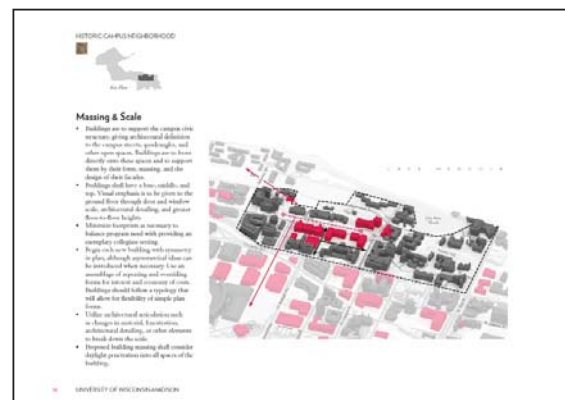 HISTORIC CAMPUS NEIGHBORHOOD
Massing & Scale
• Buildings are to support the campus civic
structure, giving architectural definition
to the campus streets, quadrangles, and
other open spaces. Buildings are to front
directly onto these spaces and to support
them by their form, massing, and the
design of their facades.
• Buildings shall have a base, middle, and
top. Visual emphasis is to be given to the
ground floor through door and window
scale, architectural detailing, and greater
floor-to-floor heights.
• Minimize footprints as necessary to
balance program need with providing an
exemplary collegiate setting.
• Begin each new building with symmetry
in plan, although asymmetrical ideas can
be introduced when necessary. Use an
assemblage of repeating and
forms for interest and economy of costs.
Buildings should follow a typology that
will allow for flexibility of simple plan
forms.
• Utilize architectural articulation such
as changes in material, fenestration,
architectural detailing, or other elements
to break down the scale.
• Proposed building massing shall consider
daylight penetration into all spaces of the
building.
LAKE MENDOTA
UNIVERSITY OF WISCONSIN-MADISON